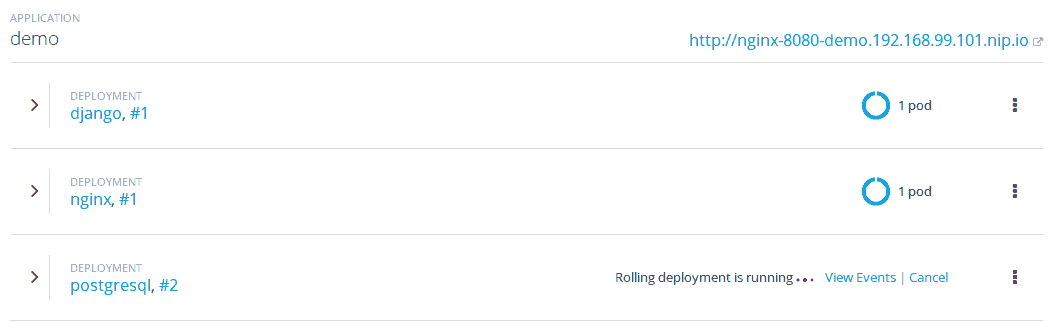 APPLICATION
demo
http://nginx-8080-demo.192.168.99.101.nip.io
DEPLOYMENT
django, #1
1 pod
DEPLOYMENT
nginx, #1
1 pod
DEPLOYMENT
postgresql, #2
Rolling deployment is running... View Events | Cancel